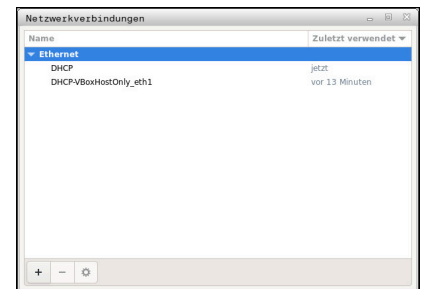 Netzwerkverbindungen
Name Zuletzt verwendet
Ethernet
DHCP jetzt
DHCP-VBoxHostOnly_eth1 vor 13 Minuten